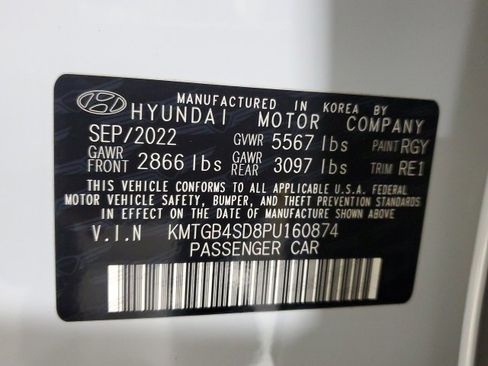 MANUFACTURED IN KOREA BY
HYUNDAI MOTOR COMPANY
SEP/2022 GVWR 5567 lbs PAINT RGY
GAWR FRONT 2866 lbs GAWR REAR 3097 lbs TRIM RE1
THIS VEHICLE CONFORMS TO ALL APPLICABLE U.S.A. FEDERAL
MOTOR VEHICLE SAFETY, BUMPER, AND THEFT PREVENTION STANDARDS
IN EFFECT ON THE DATE OF MANUFACTURE SHOWN ABOVE.
V.I.N KMTGB4SD8PU160874
PASSENGER CAR